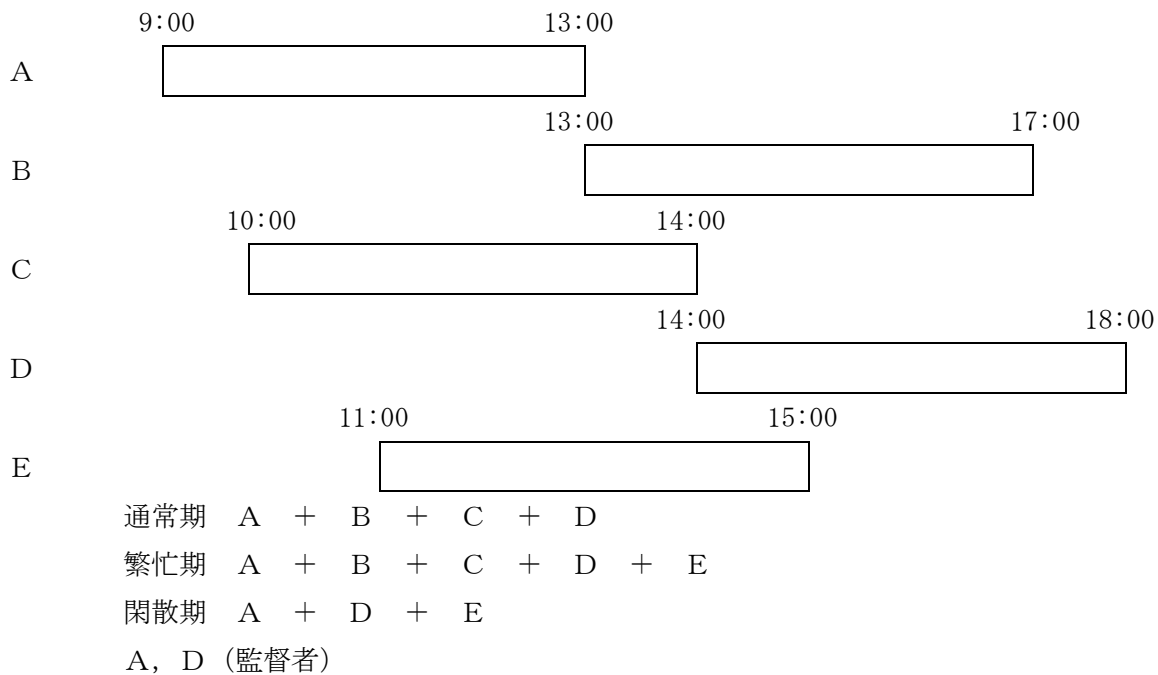 9:00 13:00
A
13:00 17:00
B
10:00 14:00
C
14:00 18:00
D
11:00 15:00
E
通常期 A + B + C + D
繁忙期 A + B + C + D + E
閑散期 A + D + E
A, D (監督者)